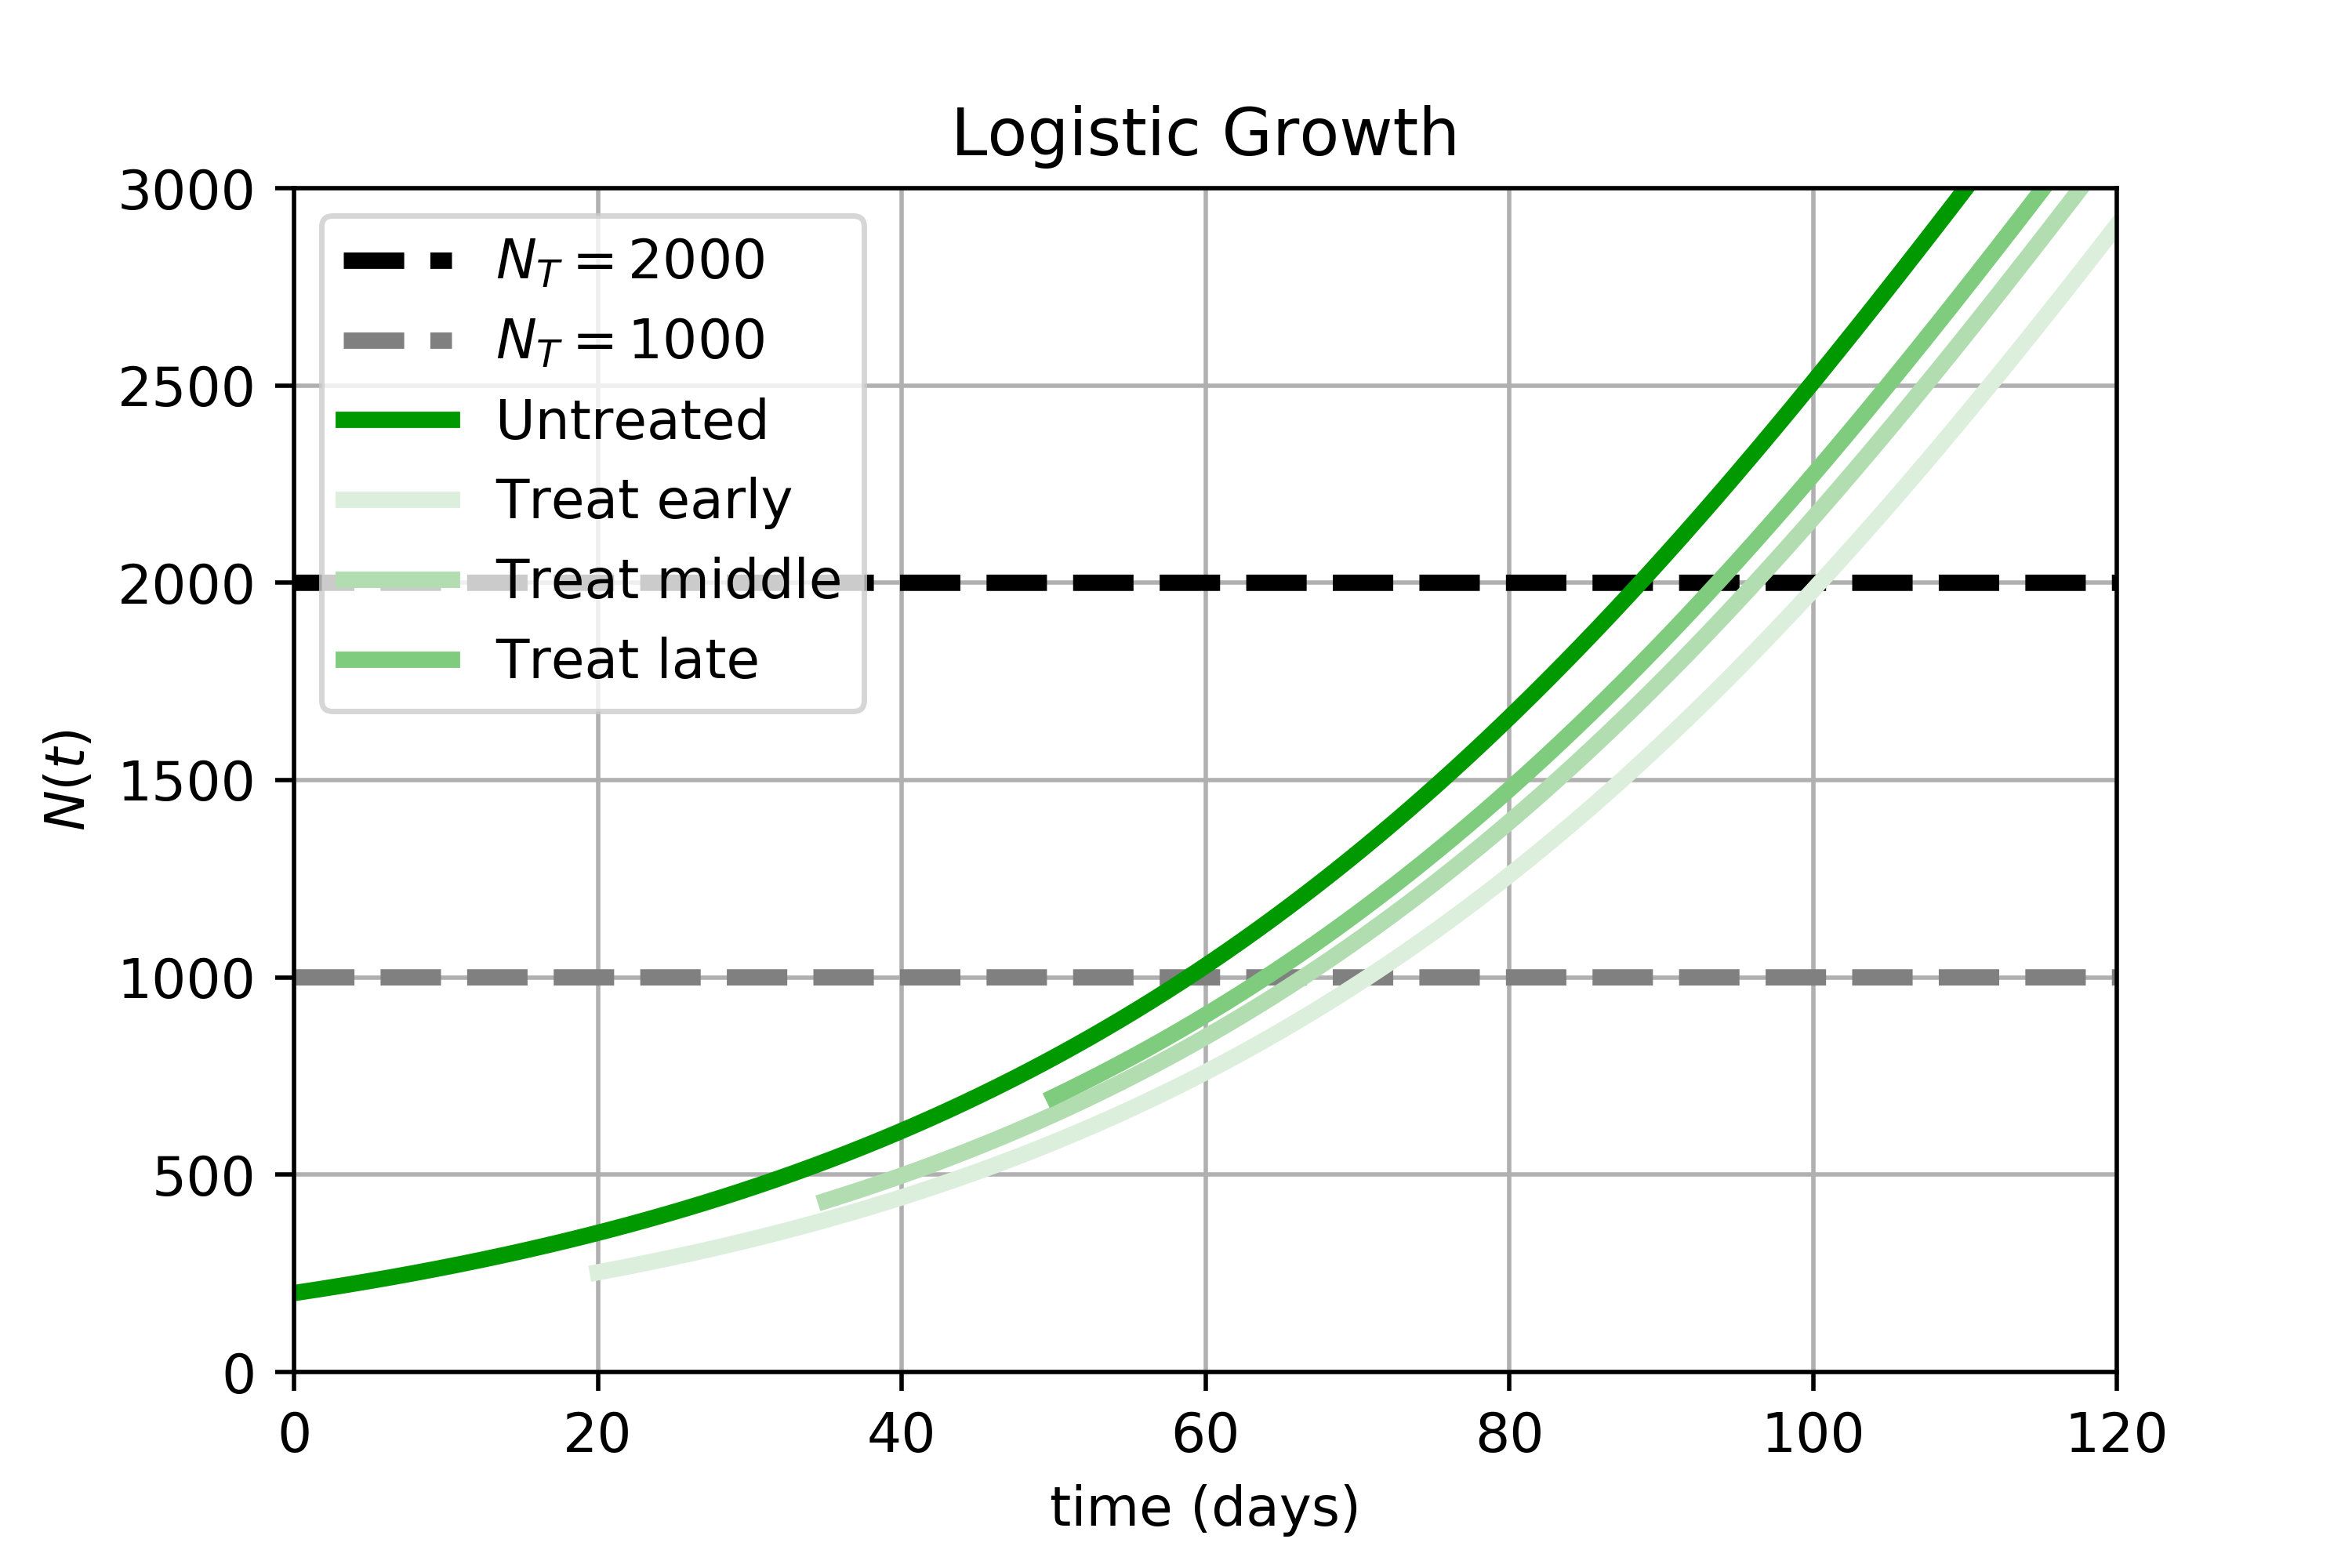 Logistic Growth
3000
2500
2000
1500
1000
500
0
N(t)
N_T = 2000
N_T = 1000
Untreated
Treat early
Treat middle
Treat late
0 20 40 60 80 100 120
time (days)